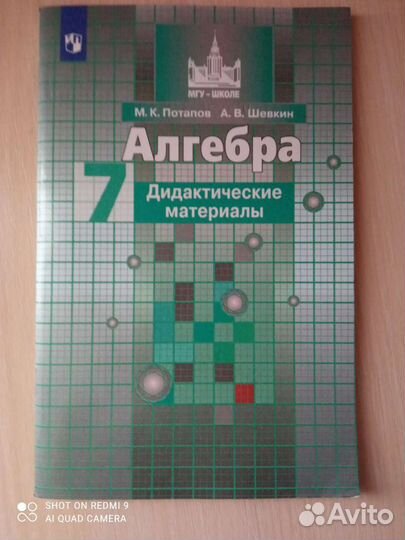 МГУ – ШКОЛЕ
М. К. Потапов А. В. Шевкин
Алгебра
7
Дидактические
материалы
SHOT ON REDMI 9
AI QUAD CAMERA
Avito